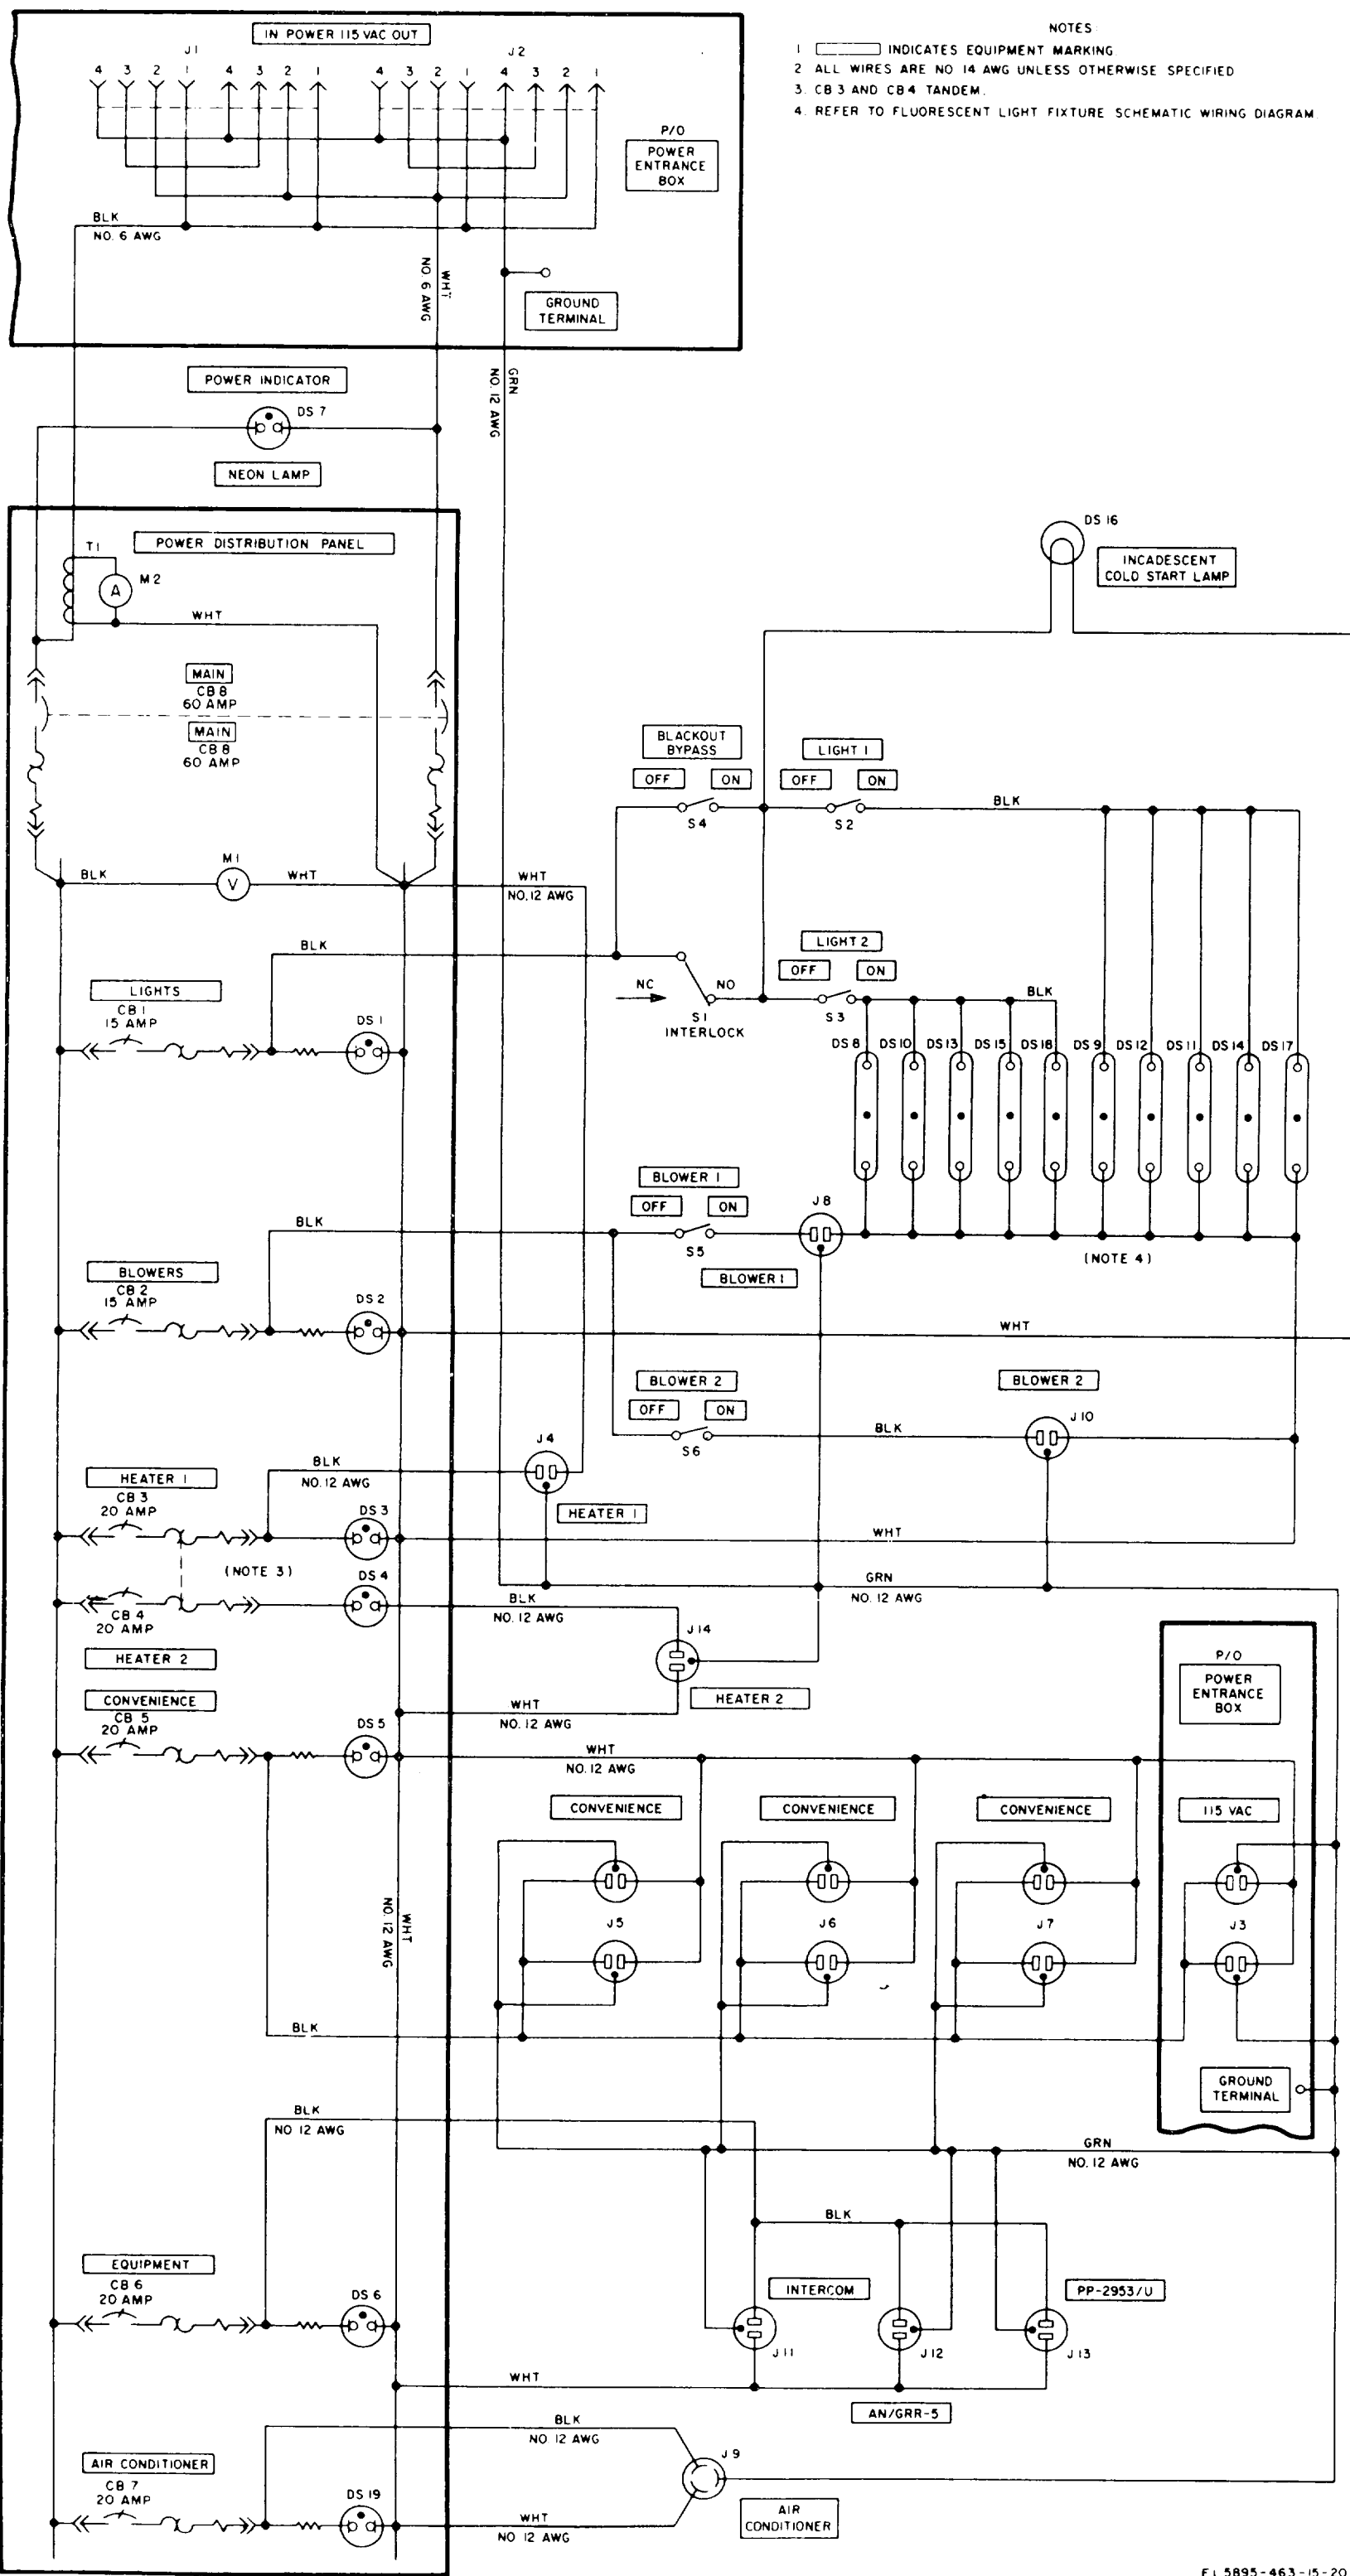 IN POWER 115 VAC OUT
J1
J2
4 3 2 1 4 3 2 1 4 3 2 1 4 3 2 1
P/O
POWER
ENTRANCE
BOX
BLK
NO. 6 AWG
WHT
NO. 6 AWG
GROUND
TERMINAL
NOTES:
1 INDICATES EQUIPMENT MARKING
2 ALL WIRES ARE NO 14 AWG UNLESS OTHERWISE SPECIFIED
3. CB 3 AND CB 4 TANDEM.
4. REFER TO FLUORESCENT LIGHT FIXTURE SCHEMATIC WIRING DIAGRAM.
GRN
NO. 12 AWG
POWER INDICATOR
DS 7
NEON LAMP
POWER DISTRIBUTION PANEL
T1
A
M2
WHT
MAIN
CB 8
60 AMP
MAIN
CB 8
60 AMP
DS 16
INCADESCENT
COLD START LAMP
BLACKOUT
BYPASS
OFF ON
S4
LIGHT 1
OFF ON
S2
BLK
BLK
M1
V
WHT
WHT
NO. 12 AWG
BLK
LIGHT 2
OFF ON
NC
NO
S1
INTERLOCK
S3
BLK
LIGHTS
CB 1
15 AMP
DS 1
DS 8 DS 10 DS 13 DS 15 DS 18 DS 9 DS 12 DS 11 DS 14 DS 17
BLK
BLOWER 1
OFF ON
S5
J8
BLOWER 1
(NOTE 4)
BLOWERS
CB 2
15 AMP
DS 2
WHT
BLOWER 2
OFF ON
S6
BLK
BLOWER 2
J10
HEATER 1
CB 3
20 AMP
BLK
NO. 12 AWG
J4
HEATER 1
DS 3
WHT
(NOTE 3)
DS 4
CB 4
20 AMP
HEATER 2
BLK
NO. 12 AWG
GRN
NO. 12 AWG
J14
HEATER 2
WHT
NO. 12 AWG
CONVENIENCE
CB 5
20 AMP
DS 5
WHT
NO. 12 AWG
P/O
POWER
ENTRANCE
BOX
CONVENIENCE CONVENIENCE CONVENIENCE 115 VAC
WHT
NO. 12 AWG
J5 J6 J7 J3
BLK
GROUND
TERMINAL
BLK
NO 12 AWG
GRN
NO. 12 AWG
BLK
EQUIPMENT
CB 6
20 AMP
DS 6
INTERCOM
PP-2953/U
J11 J12 J13
WHT
AN/GRR-5
BLK
NO 12 AWG
AIR CONDITIONER
CB 7
20 AMP
DS 19
J9
WHT
NO 12 AWG
AIR
CONDITIONER
EL 5895-463-15-20